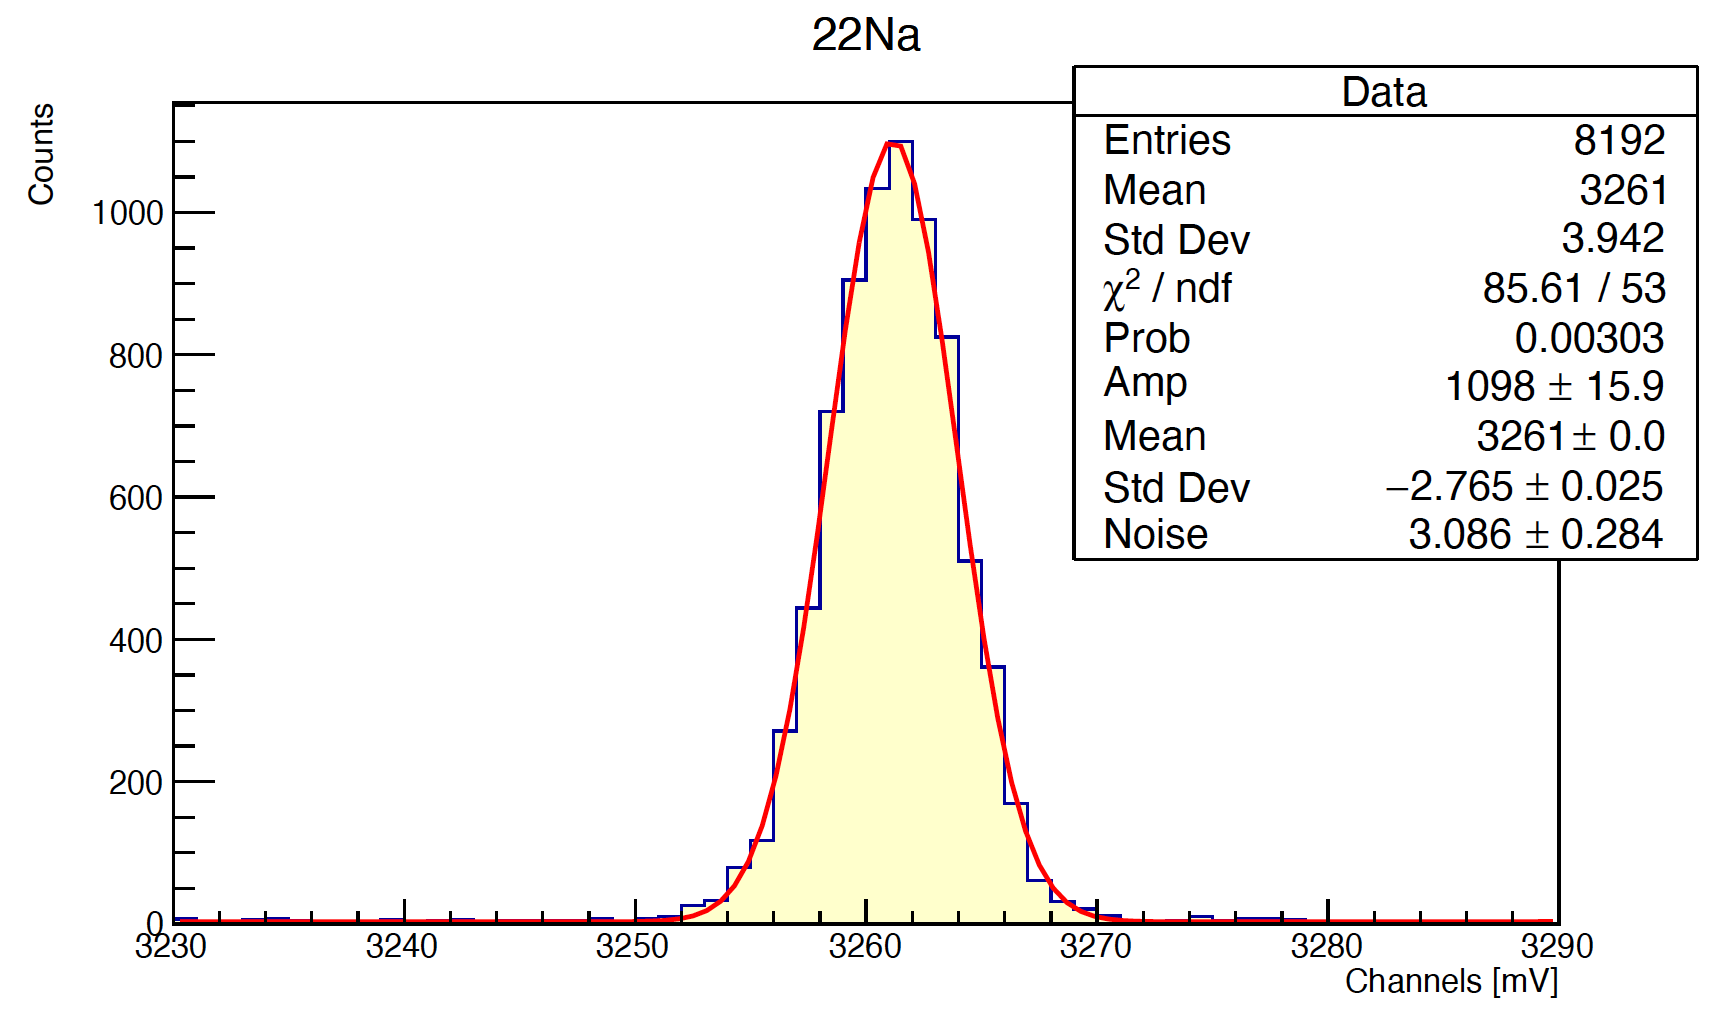 22Na
Counts
Data
Entries 8192
Mean 3261
Std Dev 3.942
χ² / ndf 85.61 / 53
Prob 0.00303
Amp 1098 ± 15.9
Mean 3261± 0.0
Std Dev −2.765 ± 0.025
Noise 3.086 ± 0.284
1000
800
600
400
200
0
3230 3240 3250 3260 3270 3280 3290
Channels [mV]